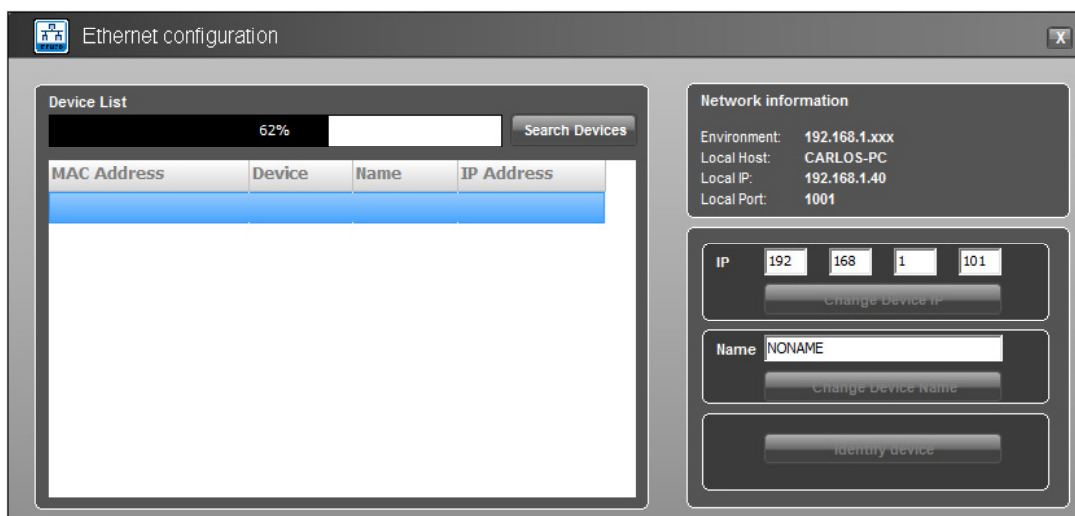 Ethernet configuration
X
Device List
62%
Search Devices
MAC Address Device Name IP Address
Network information
Environment: 192.168.1.xxx
Local Host: CARLOS-PC
Local IP: 192.168.1.40
Local Port: 1001
IP 192 168 1 101
Change Device IP
Name NONAME
Change Device Name
Identify device